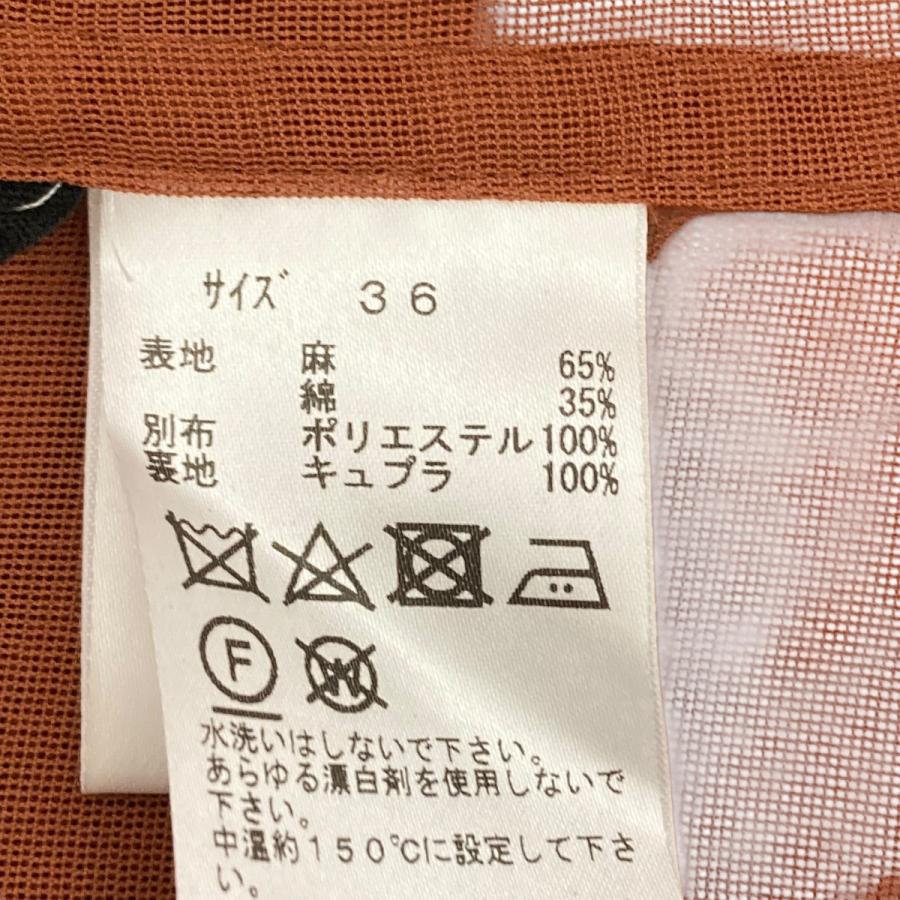 ｻｲｽﾞ ３６
表地 麻 65%
綿 35%
別布 ポリエステル 100%
裏地 キュプラ 100%
F W
水洗いはしないで下さい。
あらゆる漂白剤を使用しないで
下さい。
中温約１５０℃に設定して下さ
い。